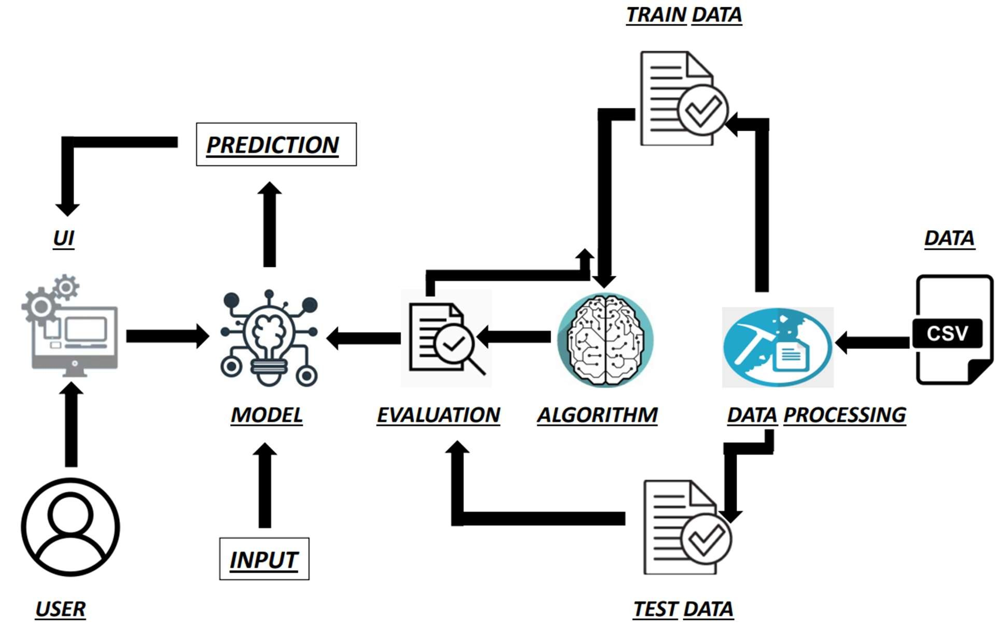 TRAIN DATA
PREDICTION
UI
DATA
CSV
MODEL
EVALUATION
ALGORITHM
DATA PROCESSING
INPUT
USER
TEST DATA